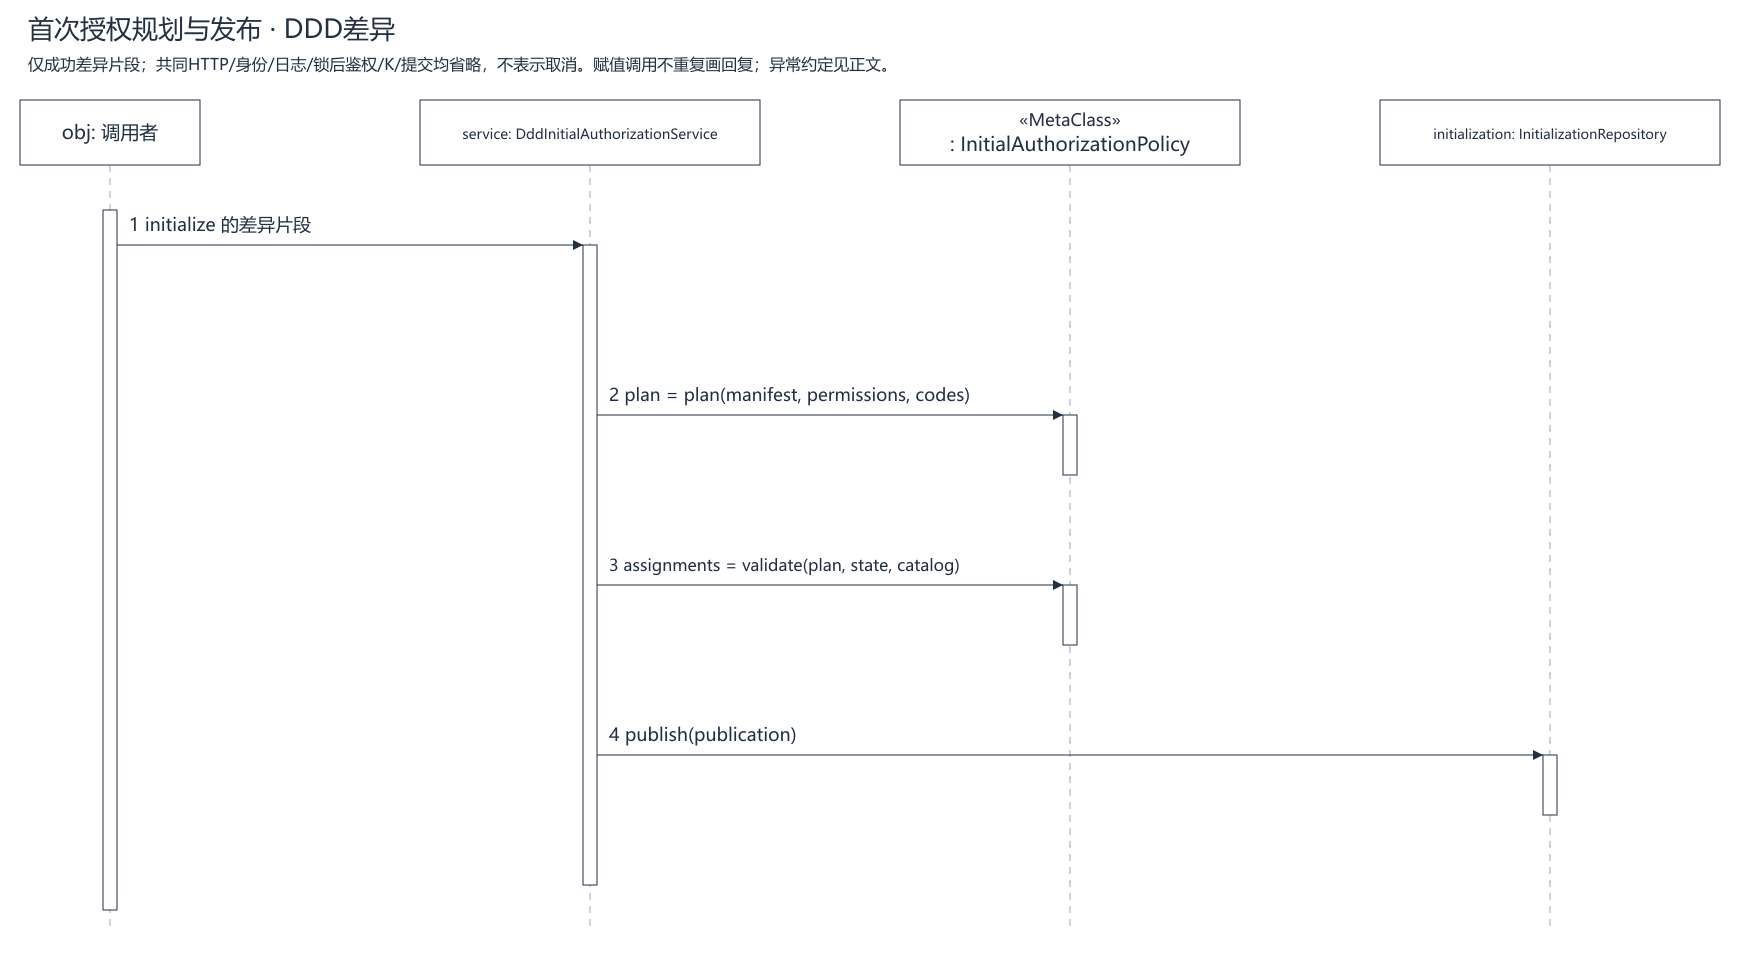 首次授权规划与发布 · DDD差异
仅成功差异片段；共同HTTP/身份/日志/锁后鉴权/K/提交均省略，不表示取消。赋值调用不重复画回复；异常约定见正文。
obj: 调用者
service: DddInitialAuthorizationService
«MetaClass»
: InitialAuthorizationPolicy
initialization: InitializationRepository
1 initialize 的差异片段
2 plan = plan(manifest, permissions, codes)
3 assignments = validate(plan, state, catalog)
4 publish(publication)